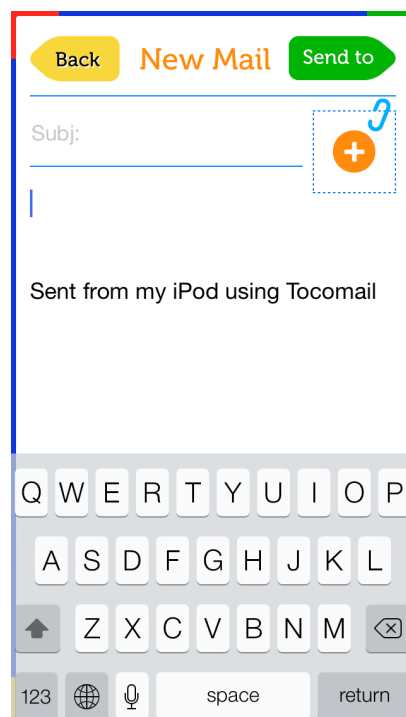 Back New Mail Send to
Subj:
Sent from my iPod using Tocomail
Q W E R T Y U I O P
A S D F G H J K L
Z X C V B N M
123 space return